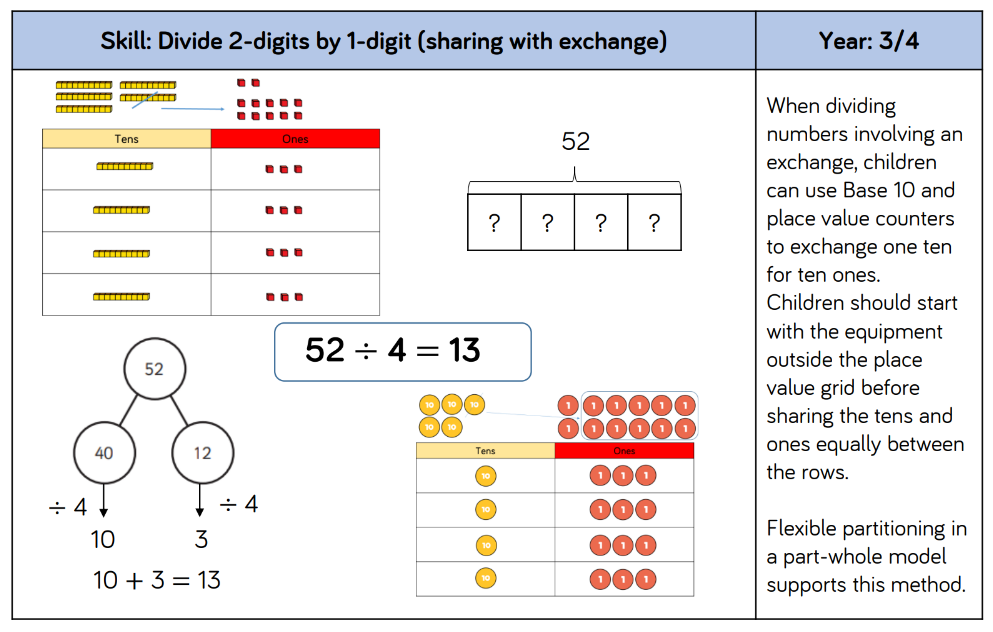 Skill: Divide 2-digits by 1-digit (sharing with exchange)
Year: 3/4
Tens
Ones
52
? ? ? ?
52 ÷ 4 = 13
52
40
12
÷ 4
÷ 4
10
3
10 + 3 = 13
10 10 10
1 1 1 1 1 1
10 10
1 1 1 1 1 1
Tens
Ones
10
1 1 1
10
1 1 1
10
1 1 1
10
1 1 1
When dividing
numbers involving an
exchange, children
can use Base 10 and
place value counters
to exchange one ten
for ten ones.
Children should start
with the equipment
outside the place
value grid before
sharing the tens and
ones equally between
the rows.
Flexible partitioning in
a part-whole model
supports this method.